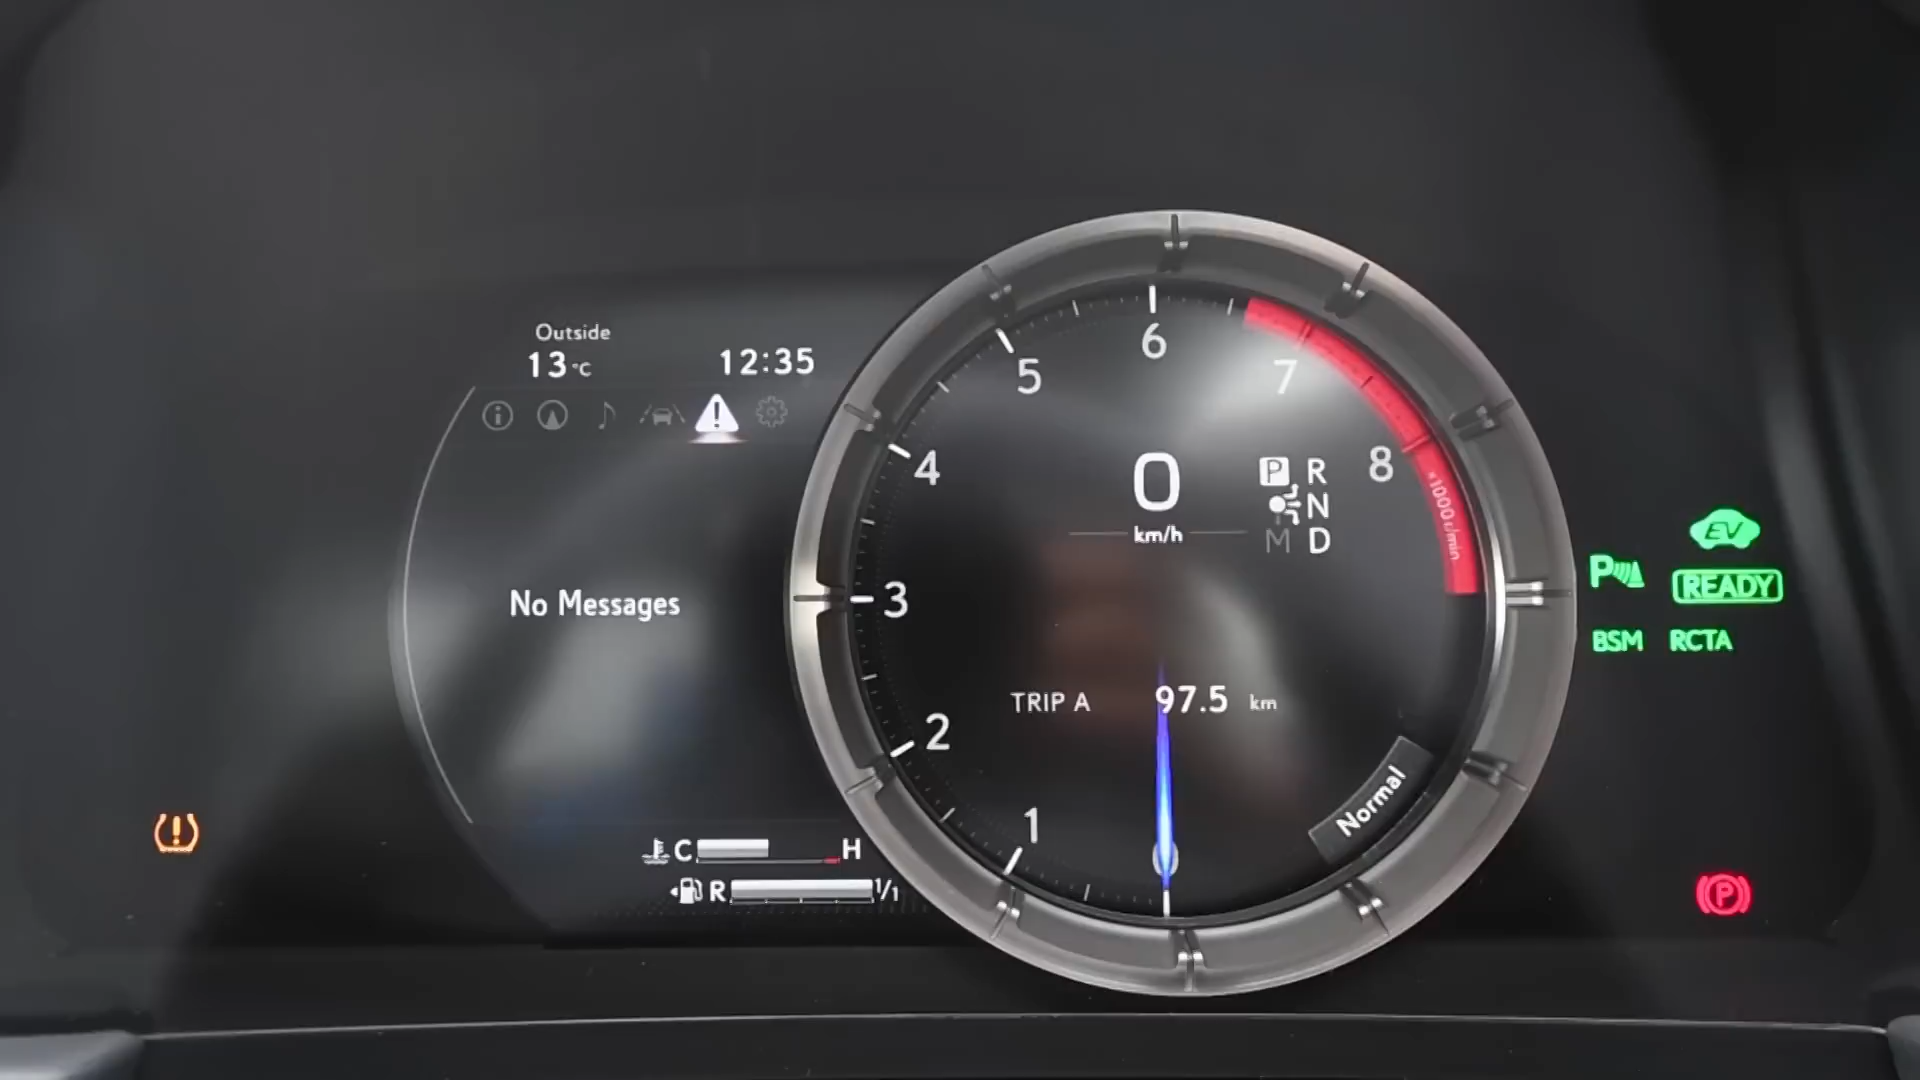 Outside
13°C 12:35
No Messages
C H
R 1/1
1
2
3
4
5
6
7
8
×1000r/min
0
km/h
P R
N
M D
TRIP A 97.5 km
Normal
EV
P
READY
BSM RCTA
P